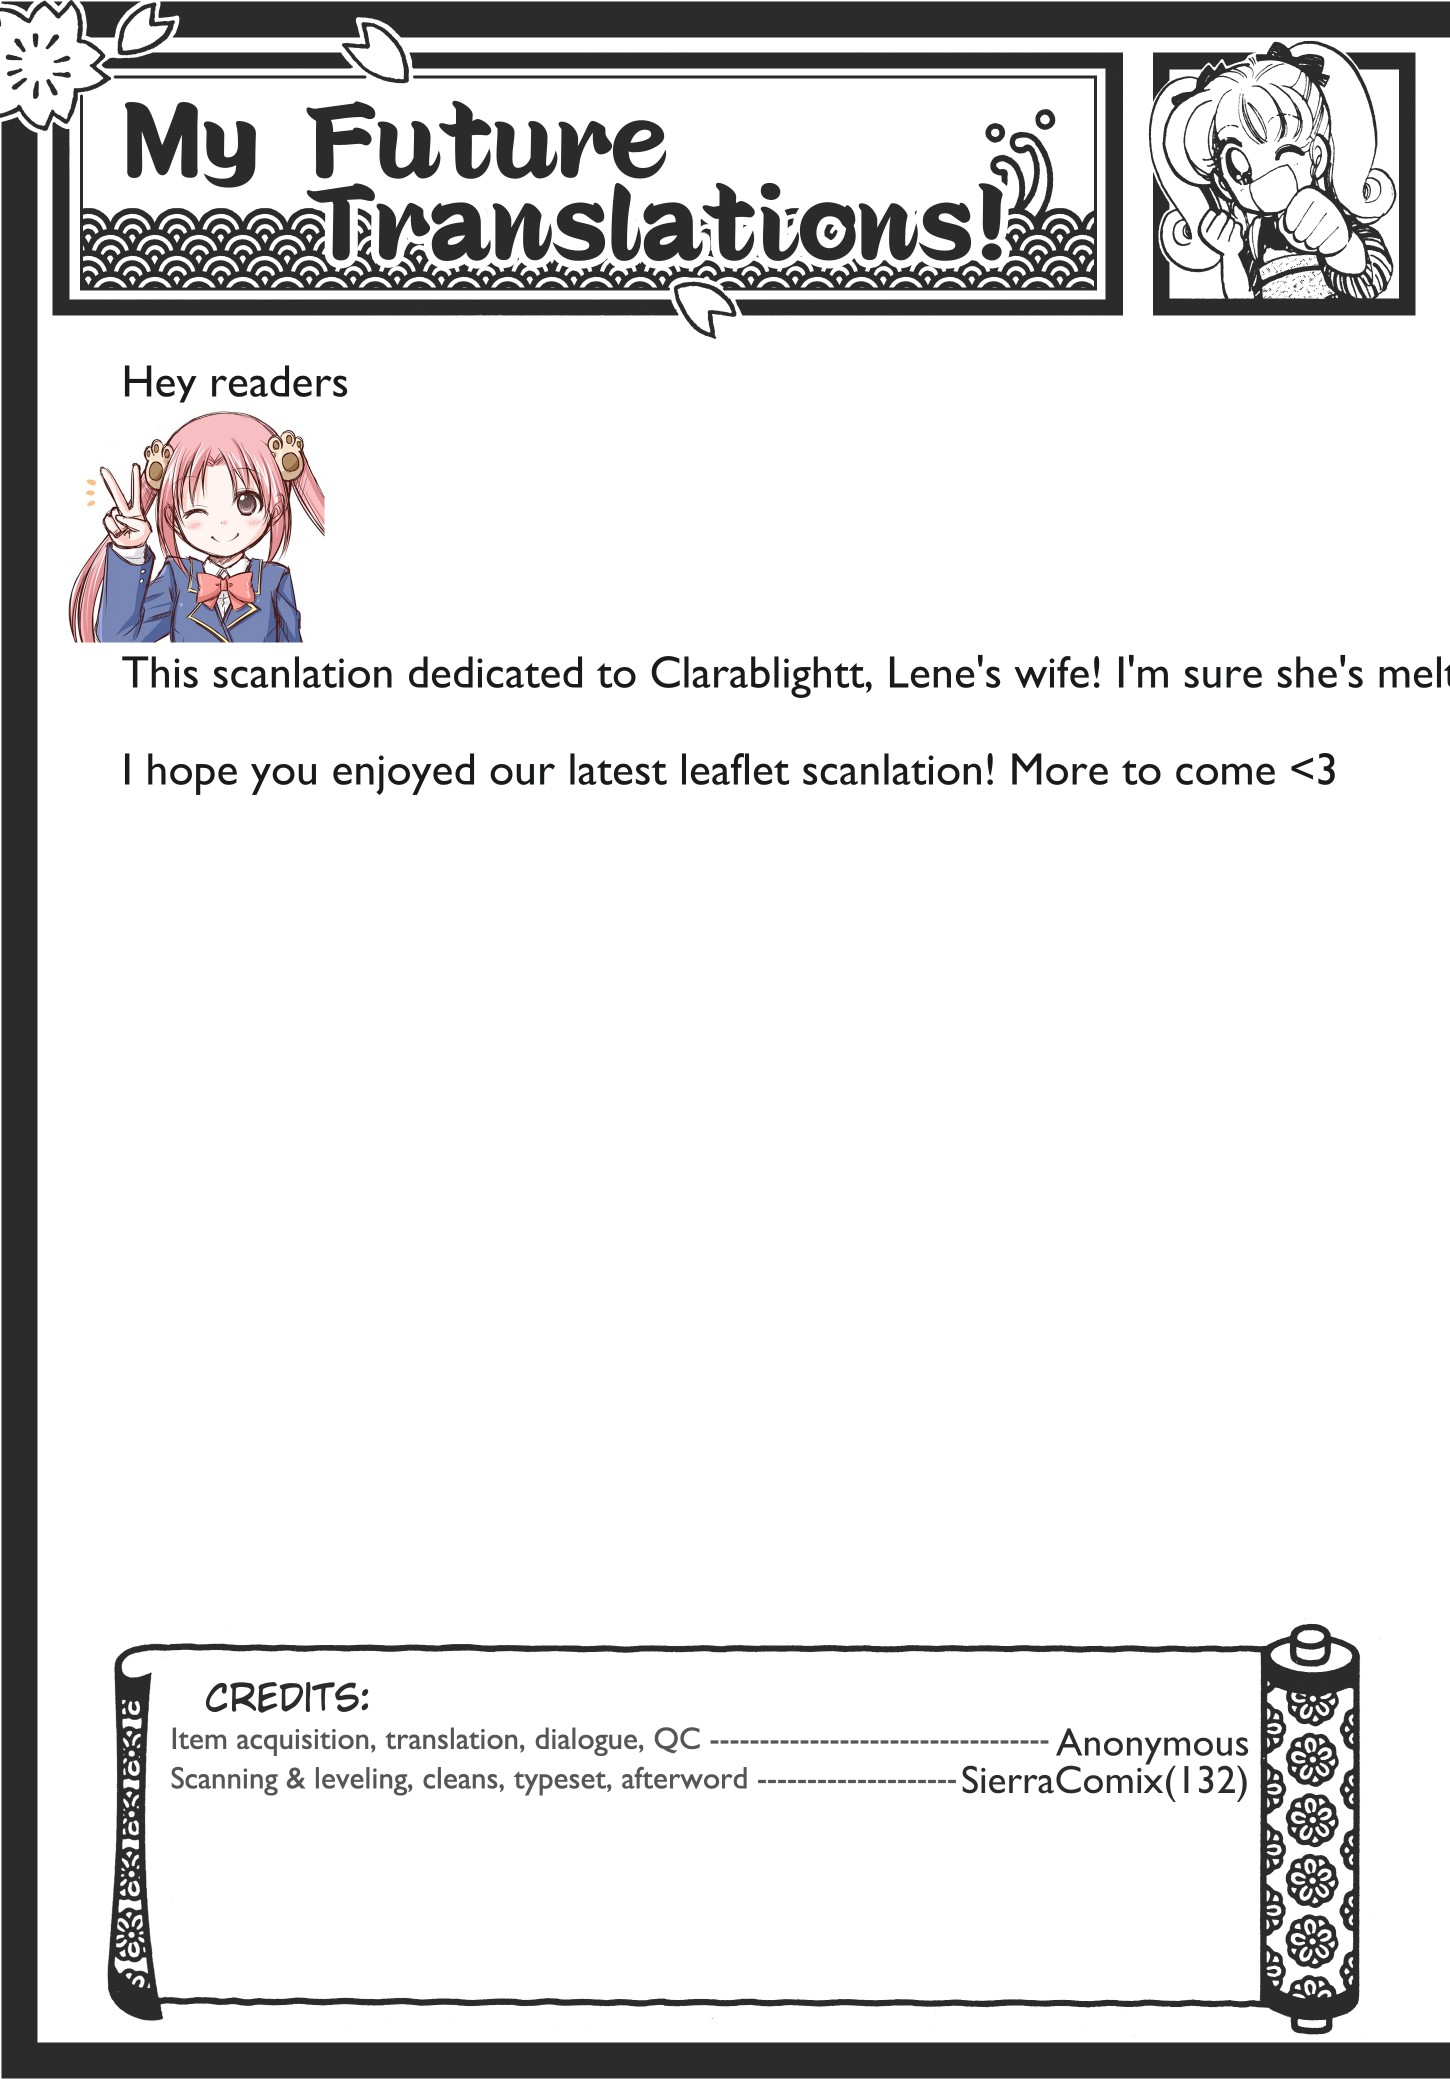 My Future
Translations!
Hey readers
This scanlation dedicated to Clarablightt, Lene's wife! I'm sure she's
I hope you enjoyed our latest leaflet scanlation! More to come <3
CREDITS:
Item acquisition, translation, dialogue, QC ---------------------------------- Anonymous
Scanning & leveling, cleans, typeset, afterword -------------------- SierraComix(132)